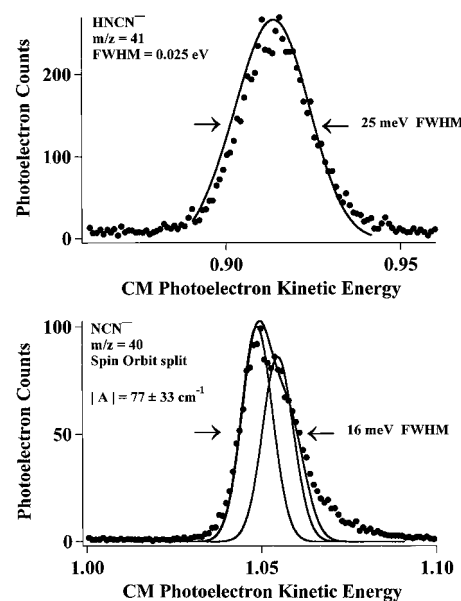 HNCN⁻
m/z = 41
FWHM = 0.025 eV
200
100
0
Photoelectron Counts
25 meV FWHM
0.90
0.95
CM Photoelectron Kinetic Energy
NCN⁻
m/z = 40
Spin Orbit split
| A | = 77 ± 33 cm⁻¹
100
50
0
Photoelectron Counts
16 meV FWHM
1.00
1.05
1.10
CM Photoelectron Kinetic Energy